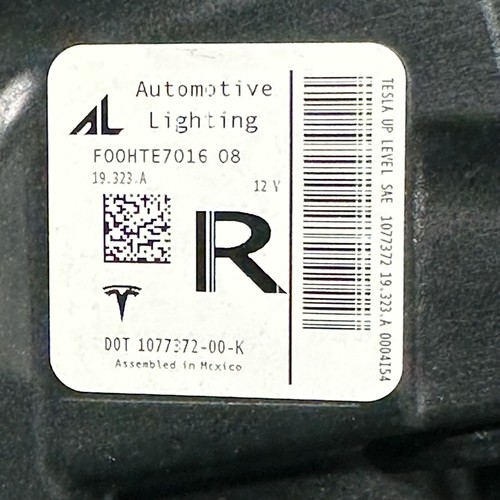 AL
Automotive
Lighting
F00HTE7016 08
19.323.A
12 V
R
DOT 1077372-00-K
Assembled in Mexico
TESLA UP LEVEL SAE 1077372 19.323.A 0004154